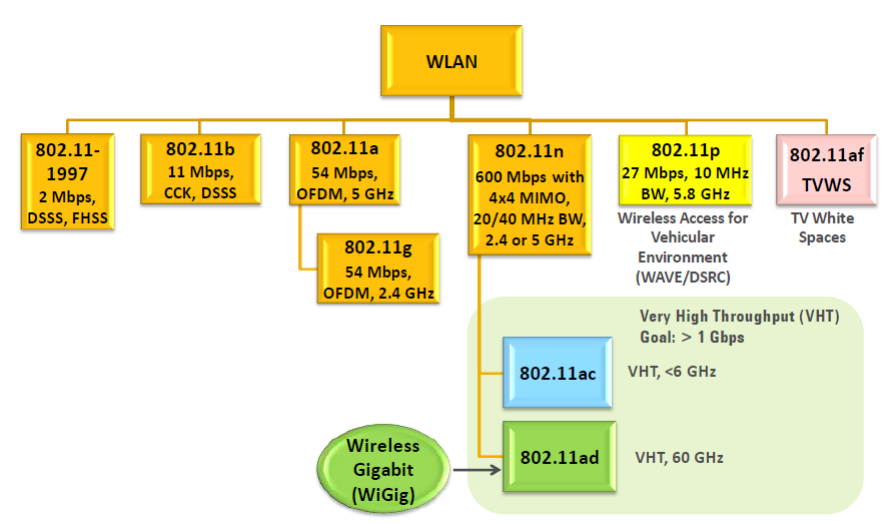 WLAN
802.11-
1997
2 Mbps,
DSSS, FHSS
802.11b
11 Mbps,
CCK, DSSS
802.11a
54 Mbps,
OFDM, 5 GHz
802.11g
54 Mbps,
OFDM, 2.4 GHz
802.11n
600 Mbps with
4x4 MIMO,
20/40 MHz BW,
2.4 or 5 GHz
802.11p
27 Mbps, 10 MHz
BW, 5.8 GHz
Wireless Access for
Vehicular
Environment
(WAVE/DSRC)
802.11af
TVWS
TV White
Spaces
Very High Throughput (VHT)
Goal: > 1 Gbps
802.11ac
VHT, <6 GHz
Wireless
Gigabit
(WiGig)
802.11ad
VHT, 60 GHz